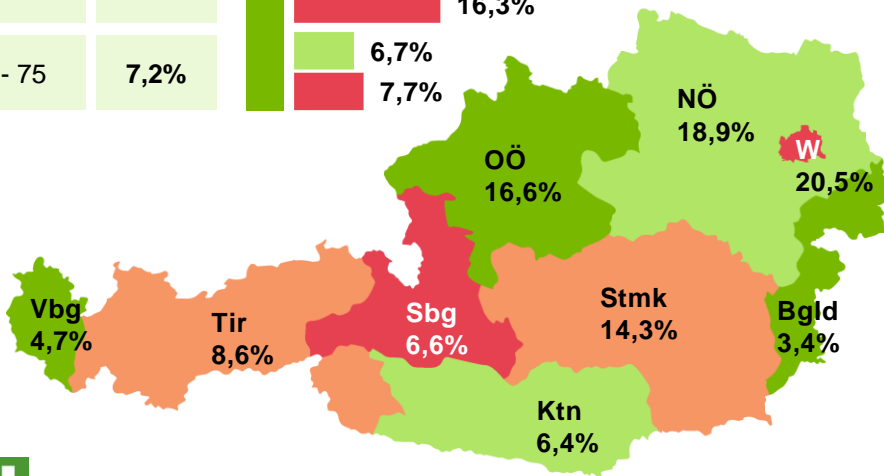 16,3%
6,7%
- 75
7,2%
7,7%
NÖ
18,9%
W
20,5%
OÖ
16,6%
Vbg
4,7%
Tir
8,6%
Sbg
6,6%
Stmk
14,3%
Bgld
3,4%
Ktn
6,4%